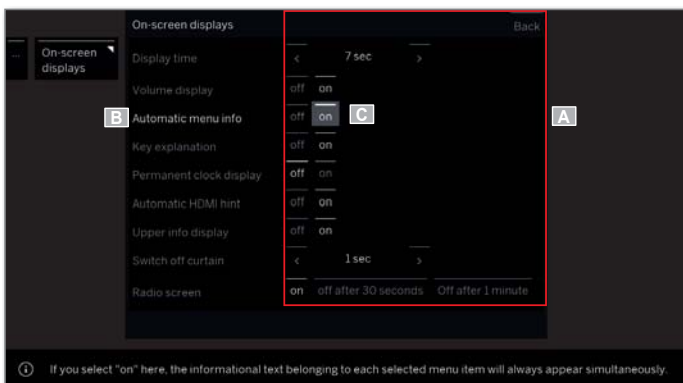 On-screen displays
Back
...
On-screen
displays
Display time < 7 sec >
Volume display off on
B Automatic menu info off on C A
Key explanation off on
Permanent clock display off on
Automatic HDMI hint off on
Upper info display off on
Switch off curtain < 1 sec >
Radio screen on off after 30 seconds Off after 1 minute
If you select "on" here, the informational text belonging to each selected menu item will always appear simultaneously.